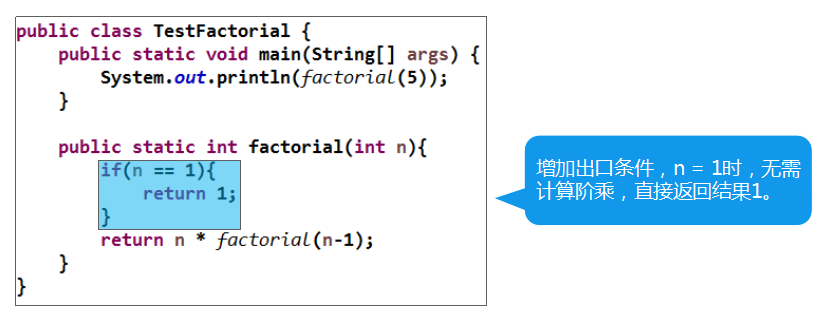 public class TestFactorial {
    public static void main(String[] args) {
        System.out.println(factorial(5));
    }

    public static int factorial(int n){
        if(n == 1){
            return 1;
        }
        return n * factorial(n-1);
    }
}
增加出口条件，n = 1时，无需
计算阶乘，直接返回结果1。